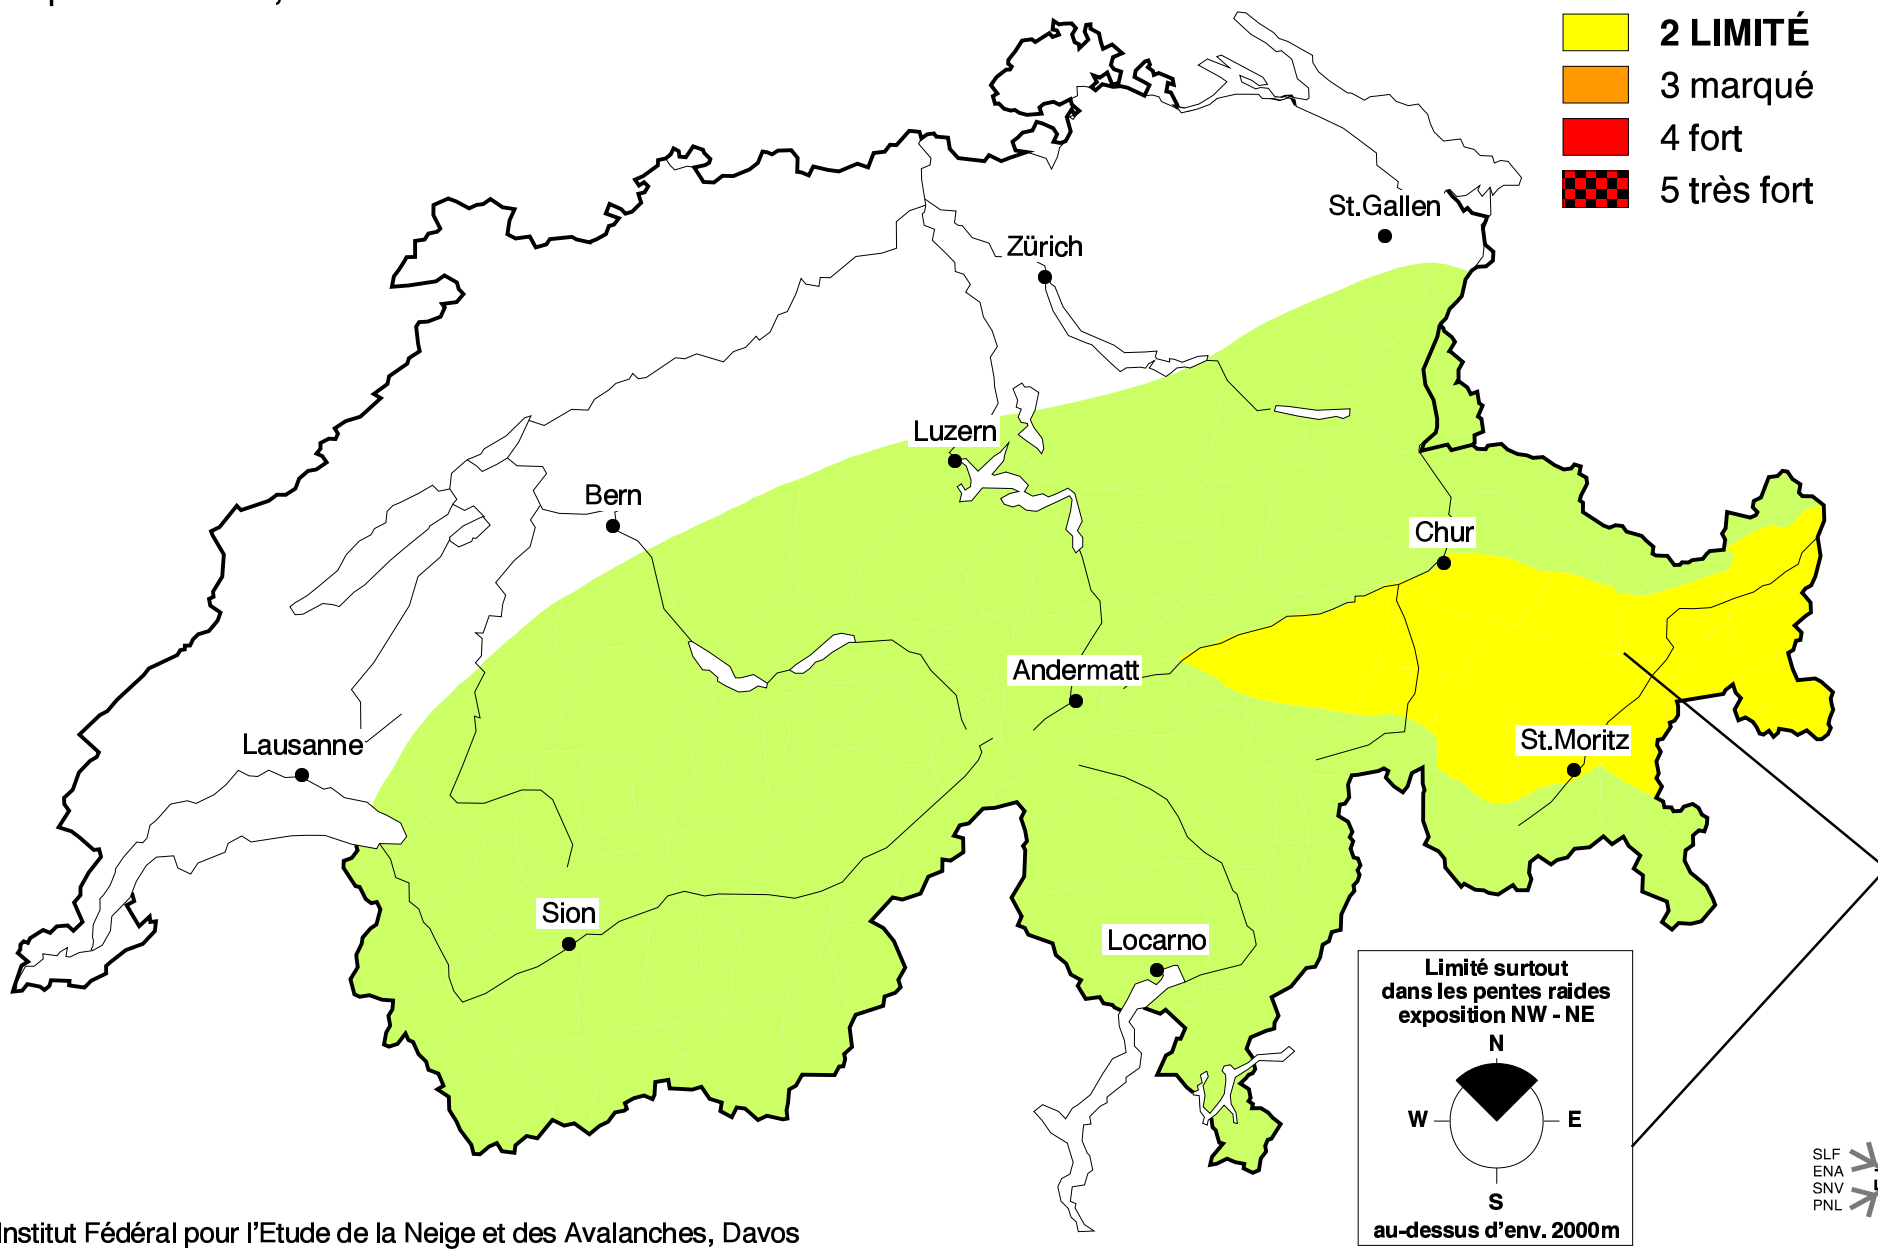 2 LIMITÉ
3 marqué
4 fort
5 très fort
St.Gallen
Zürich
Luzern
Bern
Chur
Andermatt
St.Moritz
Lausanne
Sion
Locarno
Limité surtout
dans les pentes raides
exposition NW - NE
N
W E
S
au-dessus d'env. 2000m
SLF
ENA
SNV
PNL
Institut Fédéral pour l'Etude de la Neige et des Avalanches, Davos